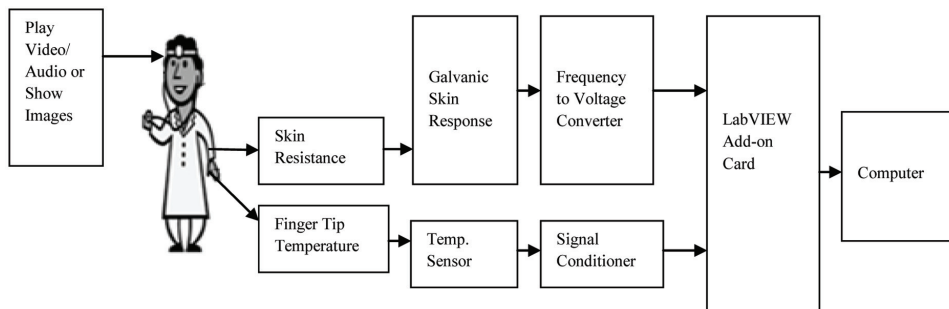 Play
Video/
Audio or
Show
Images
Skin
Resistance
Galvanic
Skin
Response
Frequency
to Voltage
Converter
LabVIEW
Add-on
Card
Computer
Finger Tip
Temperature
Temp.
Sensor
Signal
Conditioner